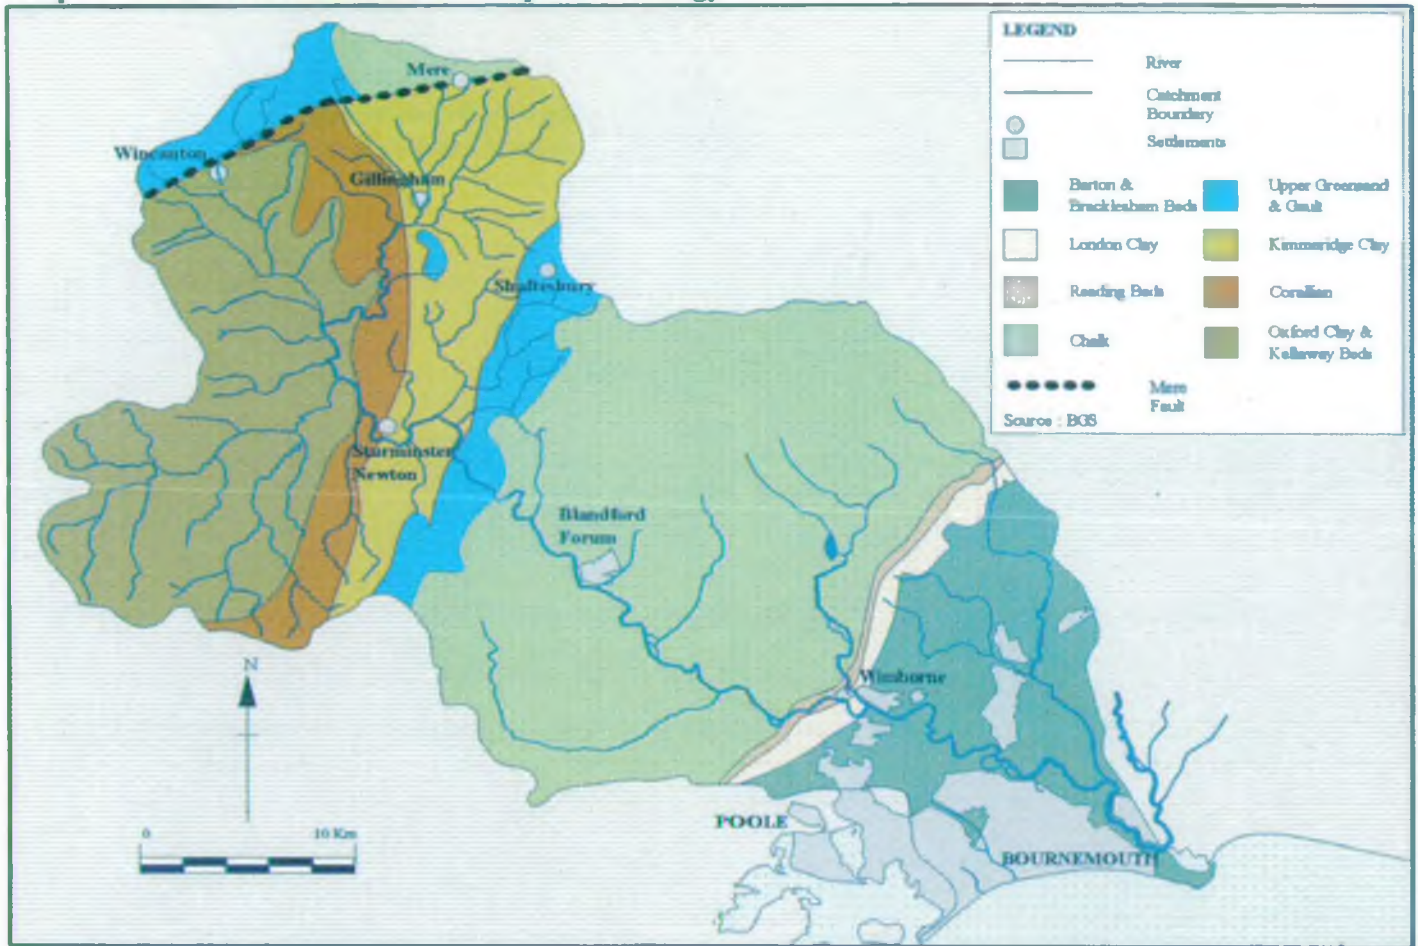 LEGEND
River
Catchment
Boundary
Settlements
Barton &
Bracklesham Beds
Upper Greensand
& Gault
London Clay
Kimmeridge Clay
Reading Beds
Corallian
Chalk
Oxford Clay &
Kellaway Beds
Mere
Fault
Source : BGS
Mere
Wincanton
Gillingham
Shaftesbury
Sturminster
Newton
Blandford
Forum
Wimborne
N
0
10 Km
POOLE
BOURNEMOUTH